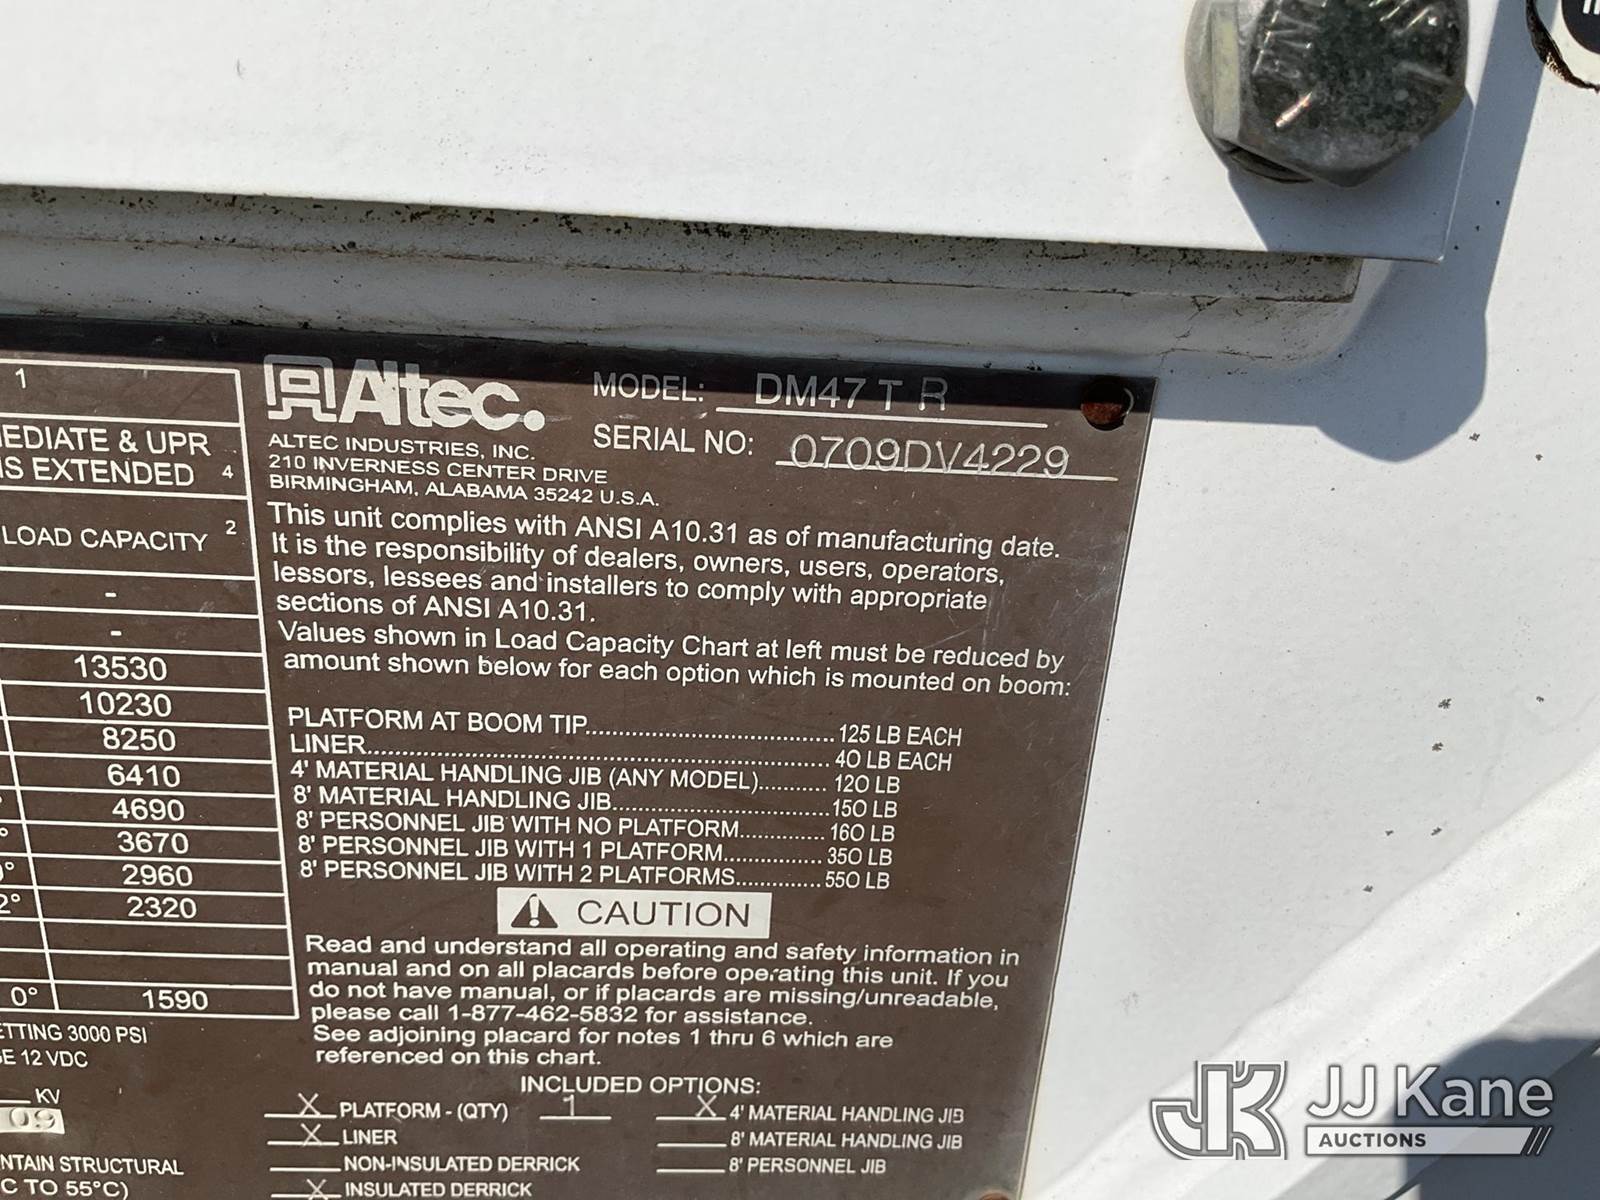 1
EDIATE & UPR
IS EXTENDED 4
LOAD CAPACITY 2
-
-
13530
10230
8250
6410
4690
3670
2960
2°
2320
0°
1590
3000 PSI
12 VDC
KV
09
STRUCTURAL
C TO 55°C)
Altec.
ALTEC INDUSTRIES, INC.
210 INVERNESS CENTER DRIVE
BIRMINGHAM, ALABAMA 35242 U.S.A.
MODEL: DM47 T R
SERIAL NO: 0709DV4229
This unit complies with ANSI A10.31 as of manufacturing date.
It is the responsibility of dealers, owners, users, operators,
lessors, lessees and installers to comply with appropriate
sections of ANSI A10.31.
Values shown in Load Capacity Chart at left must be reduced by
amount shown below for each option which is mounted on boom:
PLATFORM AT BOOM TIP..................................125 LB EACH
LINER................................................................40 LB EACH
4' MATERIAL HANDLING JIB (ANY MODEL)...........120 LB
8' MATERIAL HANDLING JIB..................................150 LB
8' PERSONNEL JIB WITH NO PLATFORM.............160 LB
8' PERSONNEL JIB WITH 1 PLATFORM...............350 LB
8' PERSONNEL JIB WITH 2 PLATFORMS.............550 LB
CAUTION
Read and understand all operating and safety information in
manual and on all placards before operating this unit. If you
do not have manual, or if placards are missing/unreadable,
please call 1-877-462-5832 for assistance.
See adjoining placard for notes 1 thru 6 which are
referenced on this chart.
INCLUDED OPTIONS:
X PLATFORM - (QTY) 1
X LINER
NON-INSULATED DERRICK
X INSULATED DERRICK
X 4' MATERIAL HANDLING JIB
8' MATERIAL HANDLING JIB
8' PERSONNEL JIB
JJ Kane
AUCTIONS